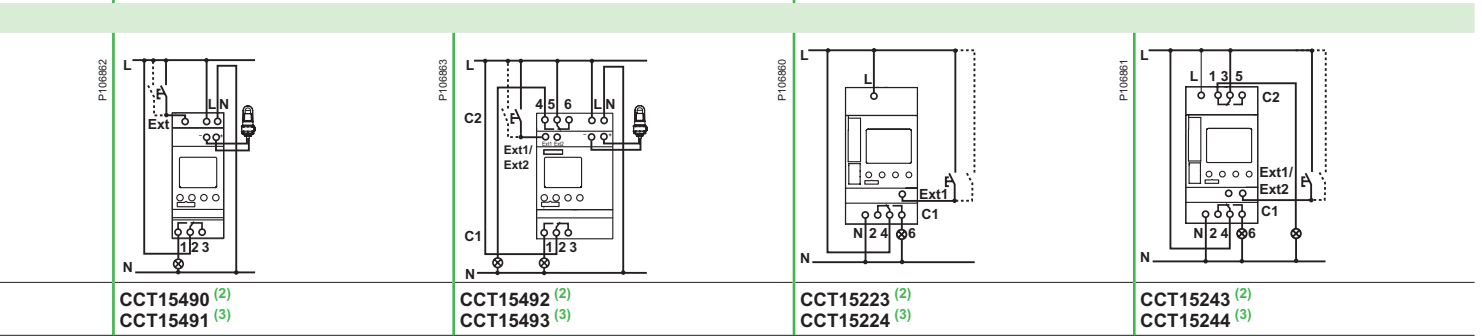 P106862
L
L N
Ext
- +
1 2 3
N
CCT15490 (2)
CCT15491 (3)
P106863
L
4 5 6 L N
C2
- +
Ext1 Ext2
Ext1/
Ext2
C1
1 2 3
N
CCT15492 (2)
CCT15493 (3)
P106860
L
L
Ext1
C1
N 2 4 6
N
CCT15223 (2)
CCT15224 (3)
P106861
L
L 1 3 5
C2
Ext1/
Ext2
C1
N 2 4 6
N
CCT15243 (2)
CCT15244 (3)